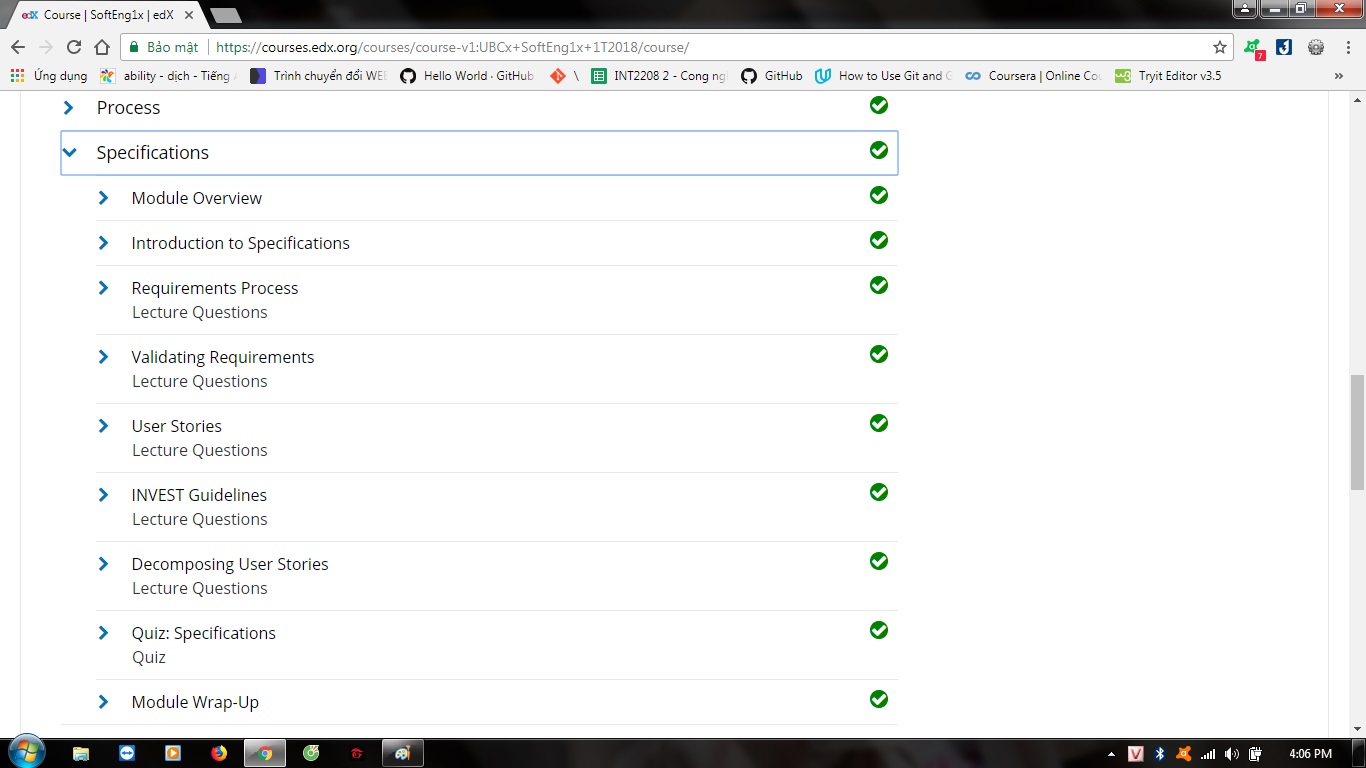 edX Course | SoftEng1x | edX
Bảo mật https://courses.edx.org/courses/course-v1:UBCx+SoftEng1x+1T2018/course/
7
Ứng dụng ability - dịch - Tiếng Trình chuyển đổi WEB Hello World · GitHub \ INT2208 2 - Cong ng GitHub How to Use Git and G Coursera | Online Cou w3 Tryit Editor v3.5 »
Process
Specifications
Module Overview
Introduction to Specifications
Requirements Process
Lecture Questions
Validating Requirements
Lecture Questions
User Stories
Lecture Questions
INVEST Guidelines
Lecture Questions
Decomposing User Stories
Lecture Questions
Quiz: Specifications
Quiz
Module Wrap-Up
V 4:06 PM